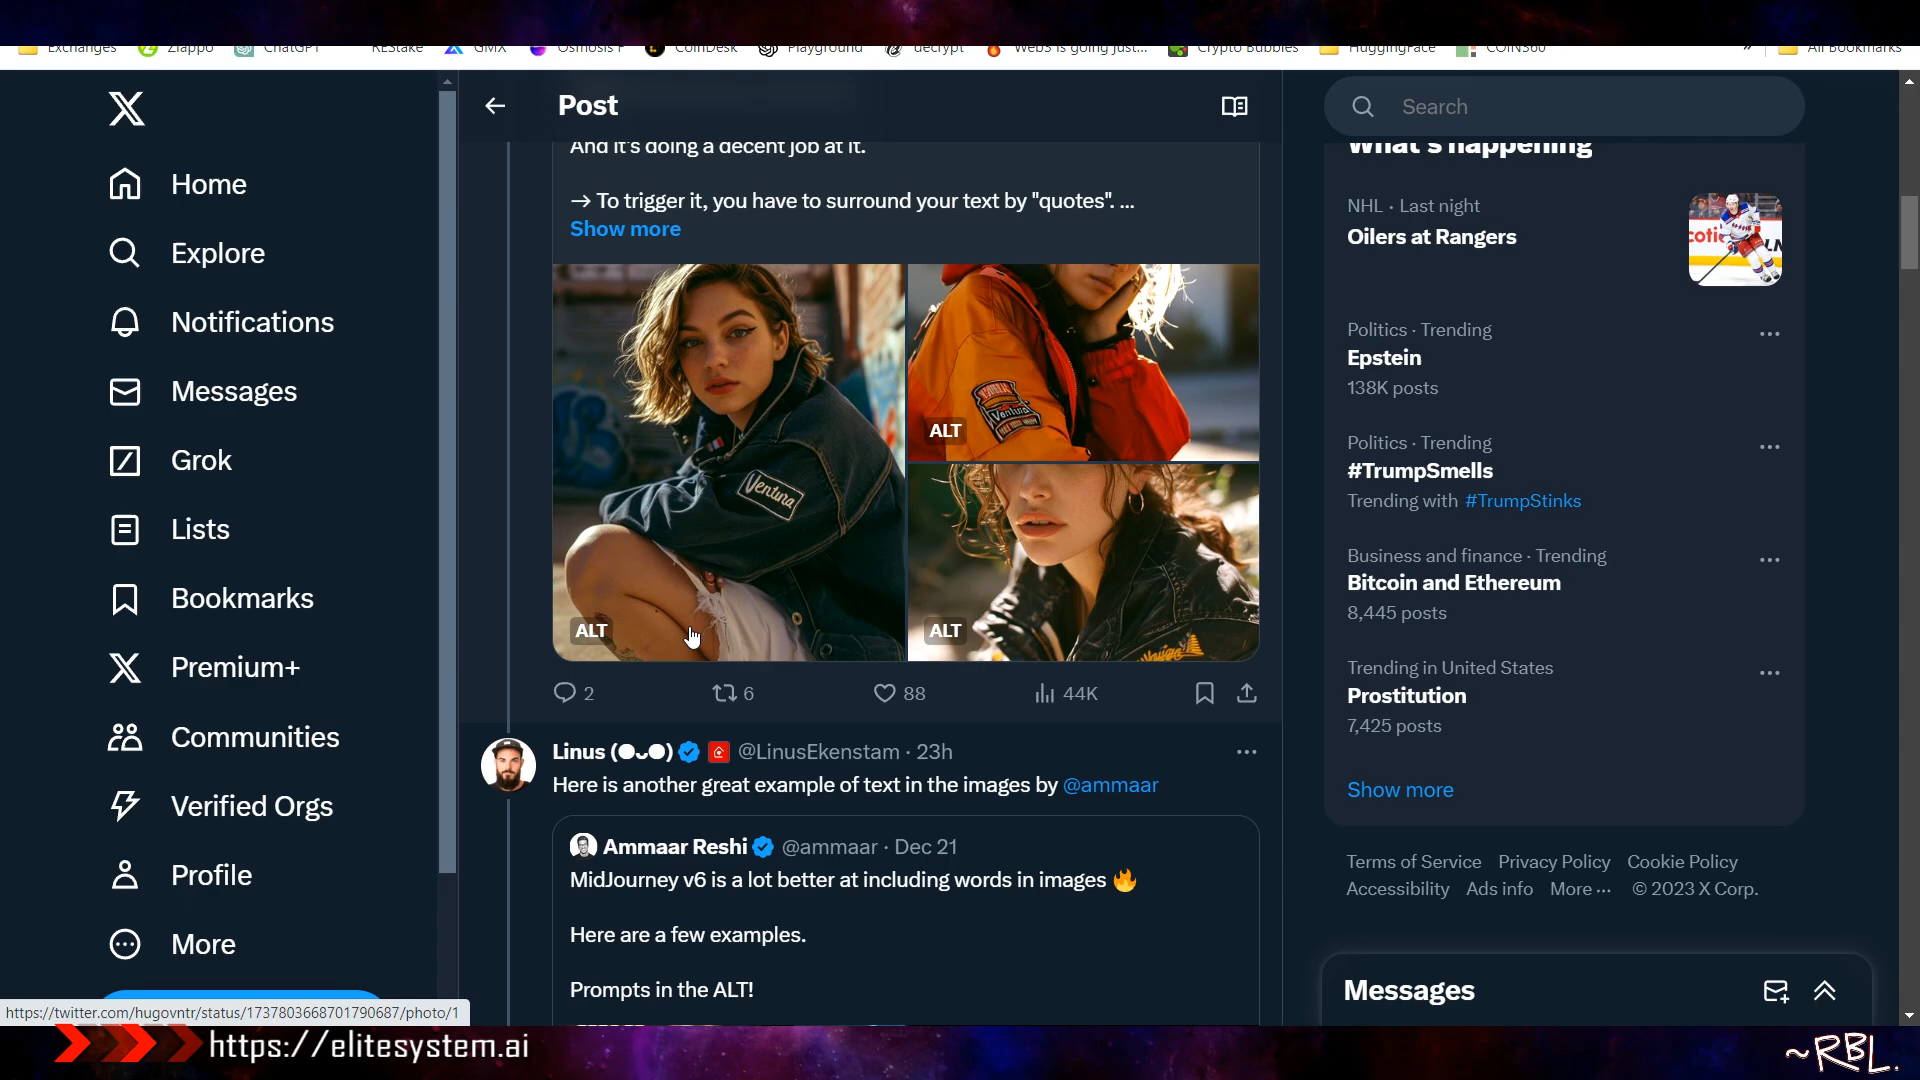 Exchanges Zlappo ChatGPT REStake GMX Osmosis F CoinDesk Playground decrypt Web3 is going just... Crypto Bubbles HuggingFace COIN360 » All Bookmarks
Home
Explore
Notifications
Messages
Grok
Lists
Bookmarks
Premium+
Communities
Verified Orgs
Profile
More
https://twitter.com/hugovntr/status/1737803668701790687/photo/1
Post
And it's doing a decent job at it.
→ To trigger it, you have to surround your text by "quotes". ...
Show more
Ventura
ALT
Ventura
ALT
ALT
2 6 88 44K
Linus @LinusEkenstam · 23h
Here is another great example of text in the images by @ammaar
Ammaar Reshi @ammaar · Dec 21
MidJourney v6 is a lot better at including words in images 🔥
Here are a few examples.
Prompts in the ALT!
Search
What's happening
NHL · Last night
Oilers at Rangers
Politics · Trending
Epstein
138K posts
Politics · Trending
#TrumpSmells
Trending with #TrumpStinks
Business and finance · Trending
Bitcoin and Ethereum
8,445 posts
Trending in United States
Prostitution
7,425 posts
Show more
Terms of Service Privacy Policy Cookie Policy
Accessibility Ads info More ··· © 2023 X Corp.
Messages
https://elitesystem.ai
~RBL.